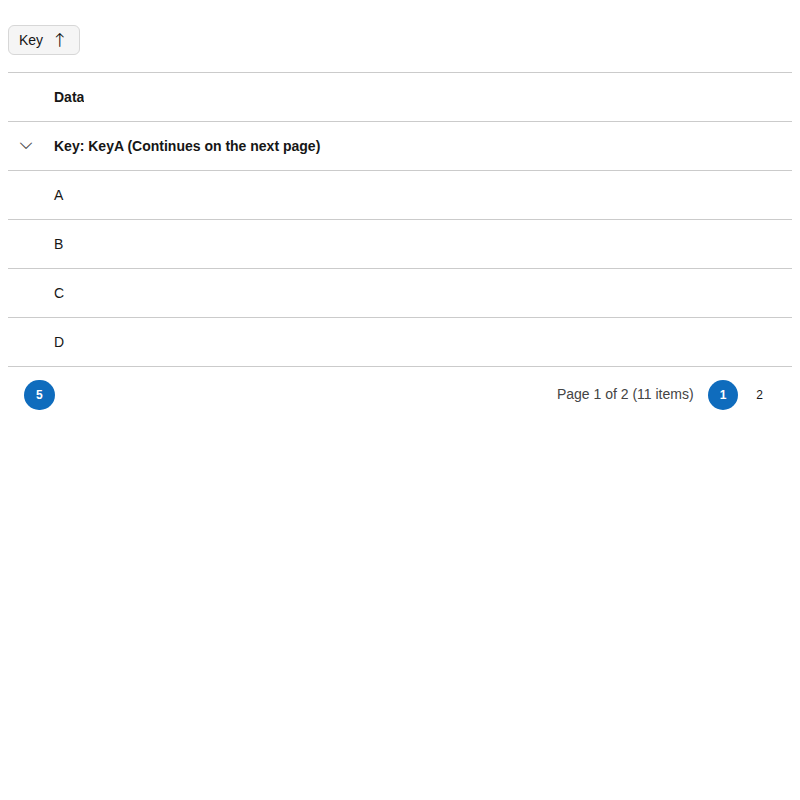 Key
Data
Key: KeyA (Continues on the next page)
A
B
C
D
5 Page 1 of 2 (11 items) 1 2